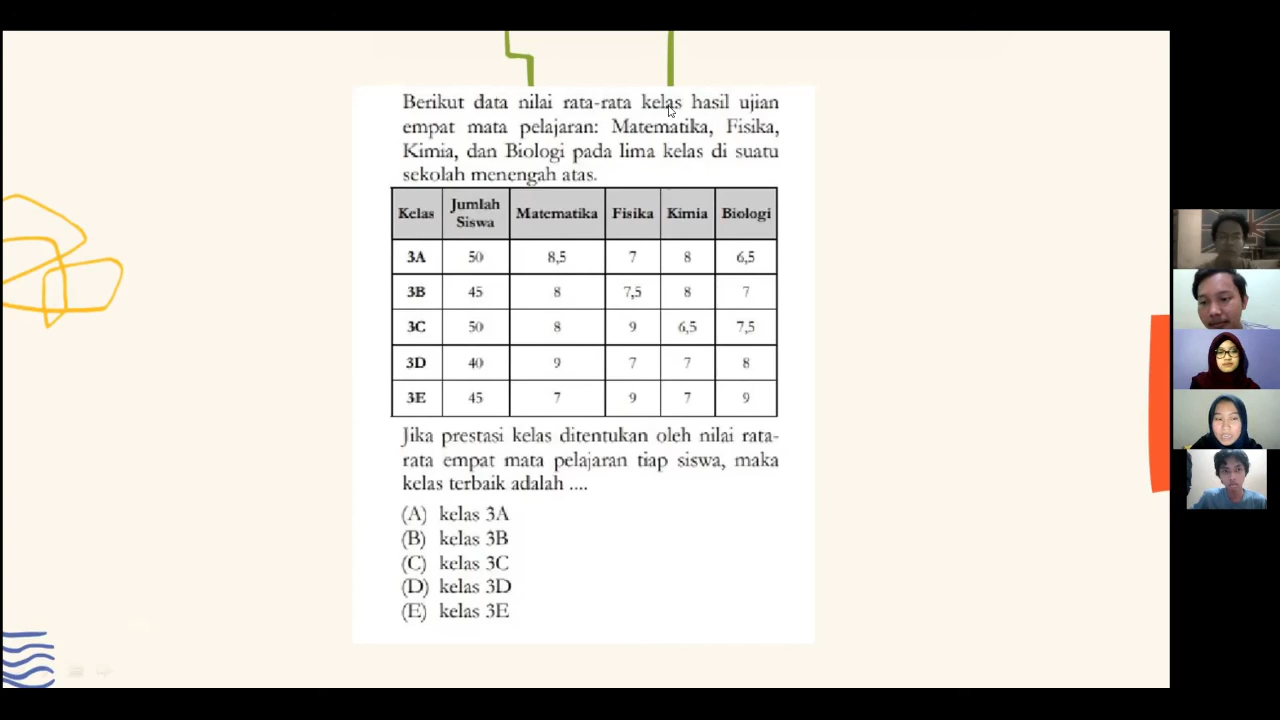 Berikut data nilai rata-rata kelas hasil ujian
empat mata pelajaran: Matematika, Fisika,
Kimia, dan Biologi pada lima kelas di suatu
sekolah menengah atas.
Kelas Jumlah Siswa Matematika Fisika Kimia Biologi
3A 50 8,5 7 8 6,5
3B 45 8 7,5 8 7
3C 50 8 9 6,5 7,5
3D 40 9 7 7 8
3E 45 7 9 7 9
Jika prestasi kelas ditentukan oleh nilai rata-
rata empat mata pelajaran tiap siswa, maka
kelas terbaik adalah ....
(A) kelas 3A
(B) kelas 3B
(C) kelas 3C
(D) kelas 3D
(E) kelas 3E